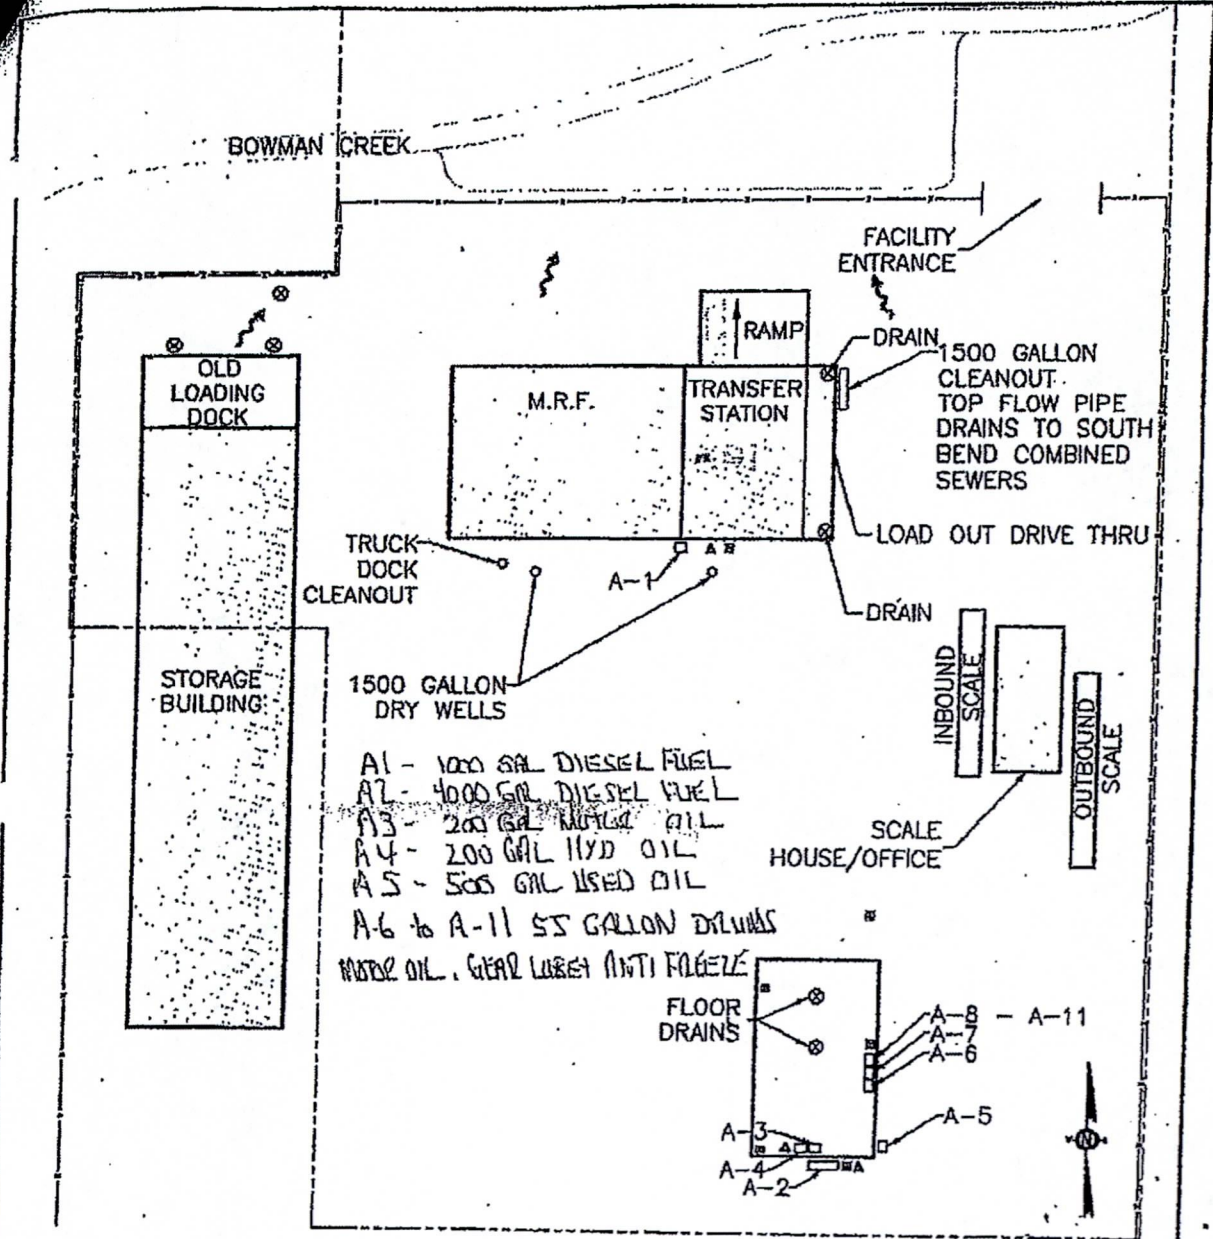 BOWMAN CREEK
FACILITY
ENTRANCE
RAMP
DRAIN
1500 GALLON
CLEANOUT
TOP FLOW PIPE
DRAINS TO SOUTH
BEND COMBINED
SEWERS
OLD
LOADING
DOCK
M.R.F.
TRANSFER
STATION
LOAD OUT DRIVE THRU
TRUCK
DOCK
CLEANOUT
A-1
DRAIN
STORAGE
BUILDING
1500 GALLON
DRY WELLS
INBOUND
SCALE
OUTBOUND
SCALE
SCALE
HOUSE/OFFICE
A1 - 1000 GAL DIESEL FUEL
A2 - 4000 GAL DIESEL FUEL
A3 - 200 GAL MOTOR OIL
A4 - 200 GAL HYD OIL
A5 - 500 GAL USED OIL
A-6 to A-11 55 GALLON DRUMS
MOTOR OIL, GEAR LUBE+ ANTI FREEZE
FLOOR
DRAINS
A-8 - A-11
A-7
A-6
A-5
A-3
A-4
A-2
N